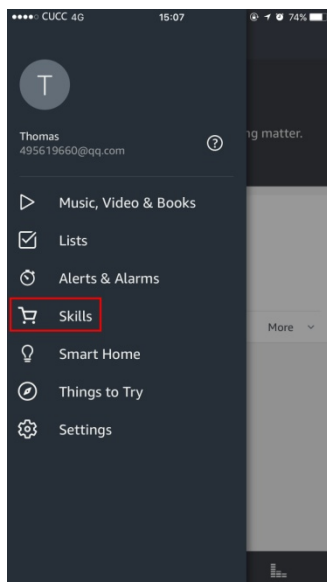 CUCC 4G 15:07 74%
T
Thomas
495619660@qq.com
ng matter.
Music, Video & Books
Lists
Alerts & Alarms
Skills
More
Smart Home
Things to Try
Settings